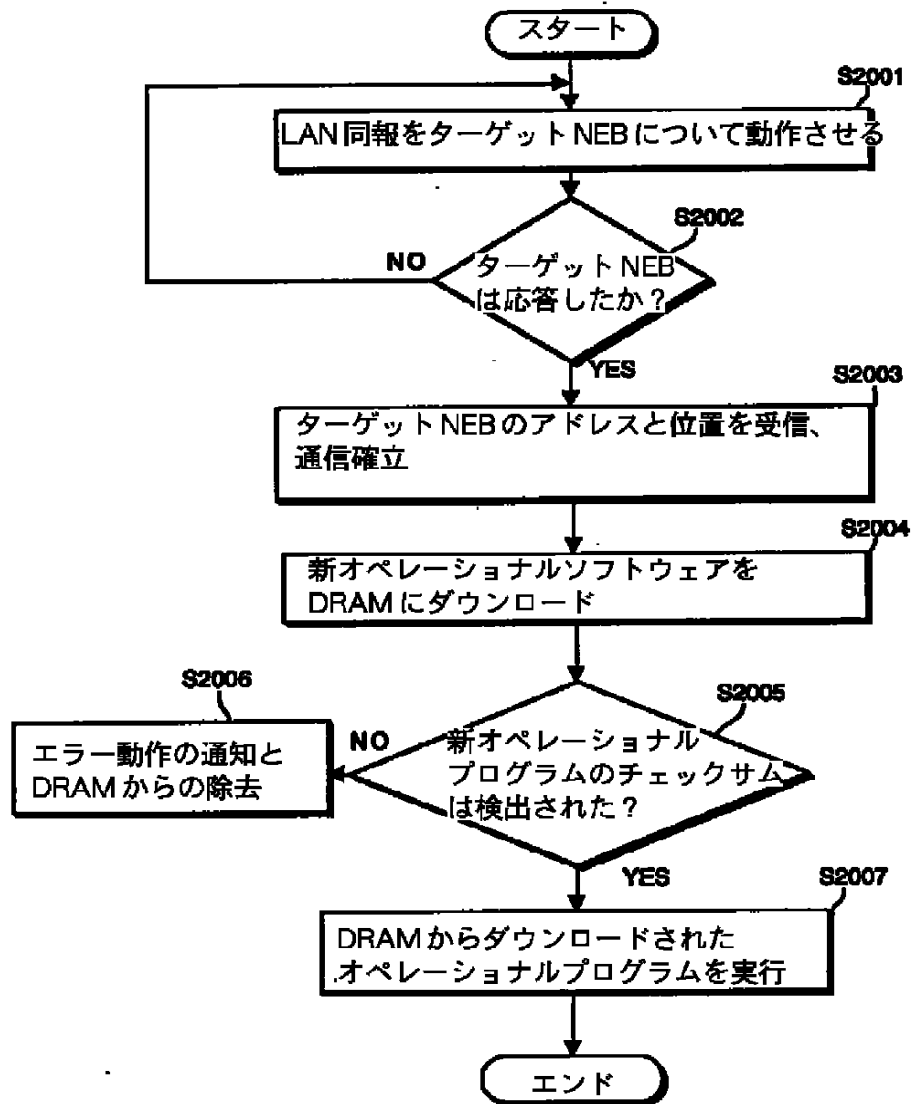 スタート
S2001
LAN同報をターゲットNEBについて動作させる
S2002
NO
ターゲットNEB
は応答したか?
YES
S2003
ターゲットNEBのアドレスと位置を受信、
通信確立
S2004
新オペレーショナルソフトウェアを
DRAMにダウンロード
S2006
S2005
エラー動作の通知と
DRAMからの除去
NO
新オペレーショナル
プログラムのチェックサム
は検出された?
YES
S2007
DRAMからダウンロードされた
オペレーショナルプログラムを実行
エンド